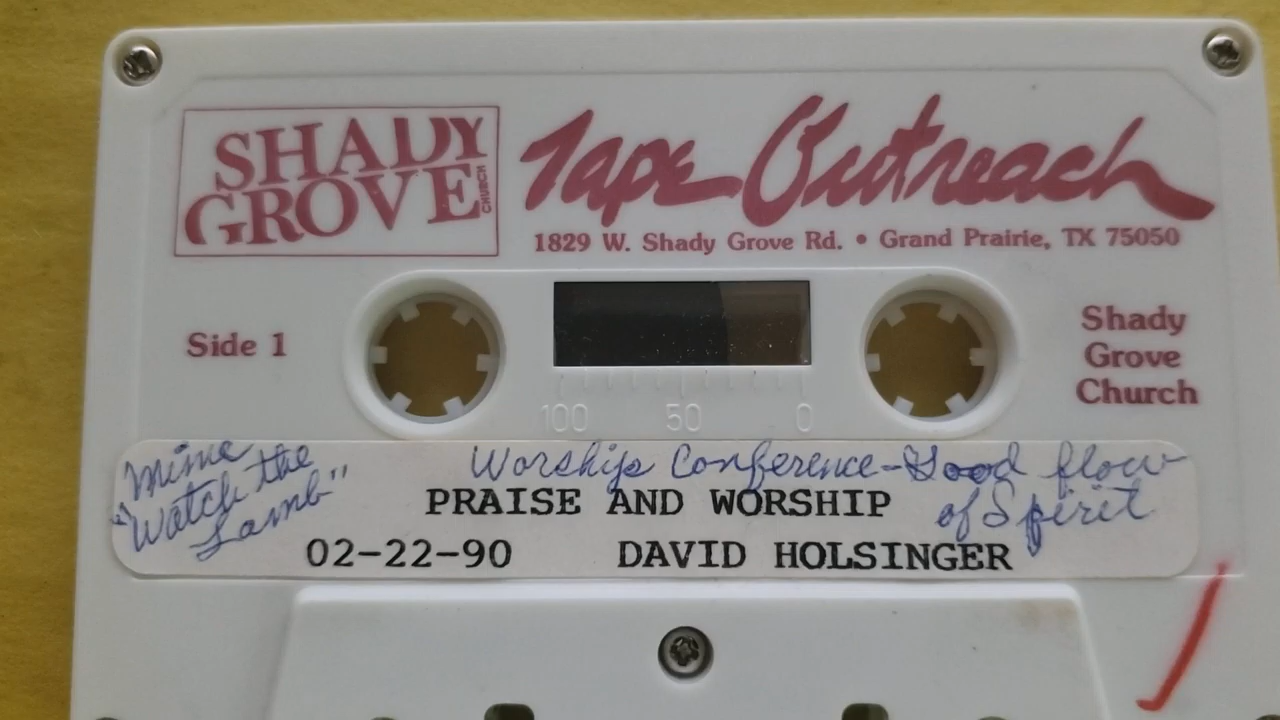 SHADY
GROVE
CHURCH
Tape Outreach
1829 W. Shady Grove Rd. • Grand Prairie, TX 75050
Side 1
Shady
Grove
Church
100 50 0
Mime
"Watch the
Lamb"
Worship Conference-Good flow
of Spirit
PRAISE AND WORSHIP
02-22-90 DAVID HOLSINGER